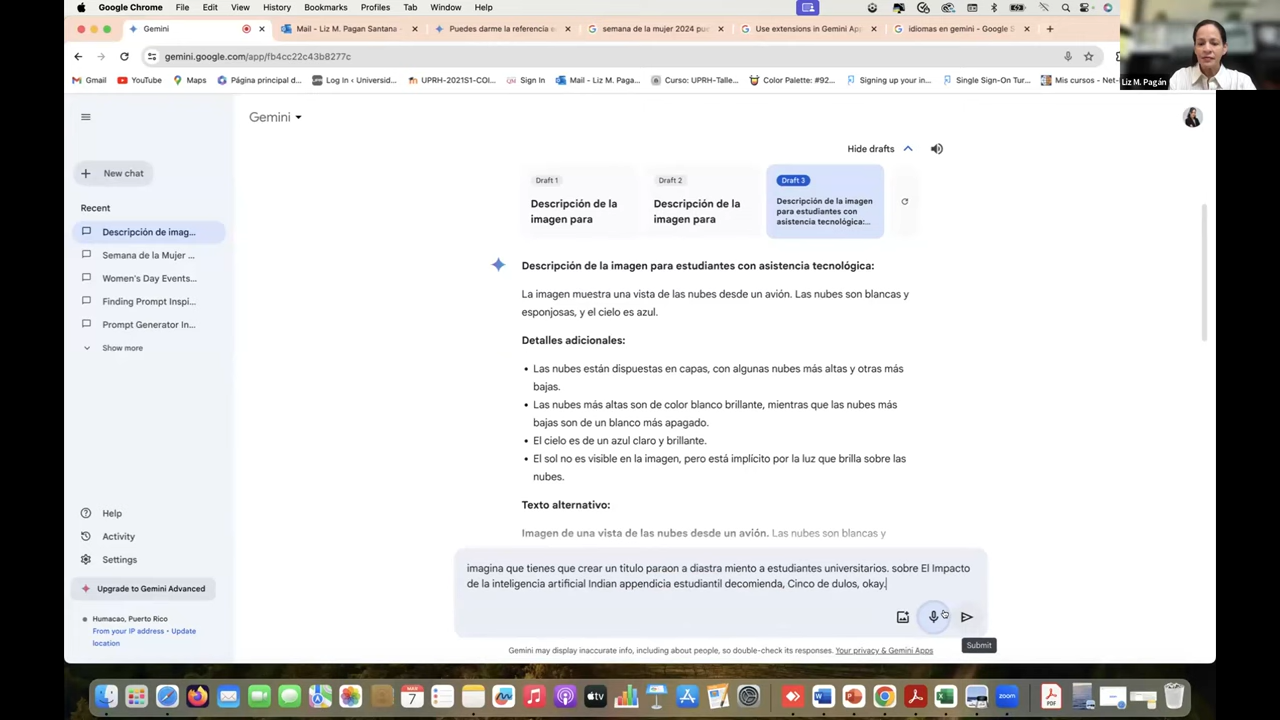 Google Chrome File Edit View History Bookmarks Profiles Tab Window Help
Gemini Mail - Liz M. Pagan Santana - Puedes darme la referencia semana de la mujer 2024 pue Use extensions in Gemini Ap idiomas en gemini - Google S
gemini.google.com/app/fb4cc22c43b8277c
Gmail YouTube Maps Página principal d... Log In ‹ Universid... UPRH-2021S1-COI... Sign In Mail - Liz M. Paga... Curso: UPRH-Talle... Color Palette: #92... Signing up your in... Single Sign-On Tur... Mis cursos - Net-
Liz M. Pagán
Gemini
Hide drafts
New chat
Recent
Descripción de imag...
Semana de la Mujer ...
Women's Day Events...
Finding Prompt Inspi...
Prompt Generator In...
Show more
Draft 1
Descripción de la
imagen para
Draft 2
Descripción de la
imagen para
Draft 3
Descripción de la imagen
para estudiantes con
asistencia tecnológica:...
Descripción de la imagen para estudiantes con asistencia tecnológica:
La imagen muestra una vista de las nubes desde un avión. Las nubes son blancas y
esponjosas, y el cielo es azul.
Detalles adicionales:
• Las nubes están dispuestas en capas, con algunas nubes más altas y otras más
bajas.
• Las nubes más altas son de color blanco brillante, mientras que las nubes más
bajas son de un blanco más apagado.
• El cielo es de un azul claro y brillante.
• El sol no es visible en la imagen, pero está implícito por la luz que brilla sobre las
nubes.
Texto alternativo:
Imagen de una vista de las nubes desde un avión. Las nubes son blancas y
imagina que tienes que crear un titulo paraon a diastra miento a estudiantes universitarios. sobre El Impacto
de la inteligencia artificial Indian appendicia estudiantil decomienda, Cinco de dulos, okay.
Submit
Gemini may display inaccurate info, including about people, so double-check its responses. Your privacy & Gemini Apps
Help
Activity
Settings
Upgrade to Gemini Advanced
Humacao, Puerto Rico
From your IP address • Update
location
MAR
7
zoom
PDF